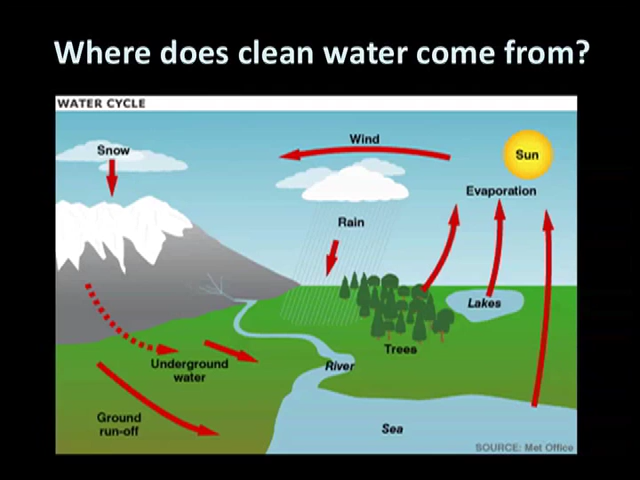 Where does clean water come from?
WATER CYCLE
Snow
Wind
Sun
Evaporation
Rain
Lakes
Trees
Underground
water
River
Ground
run-off
Sea
SOURCE: Met Office